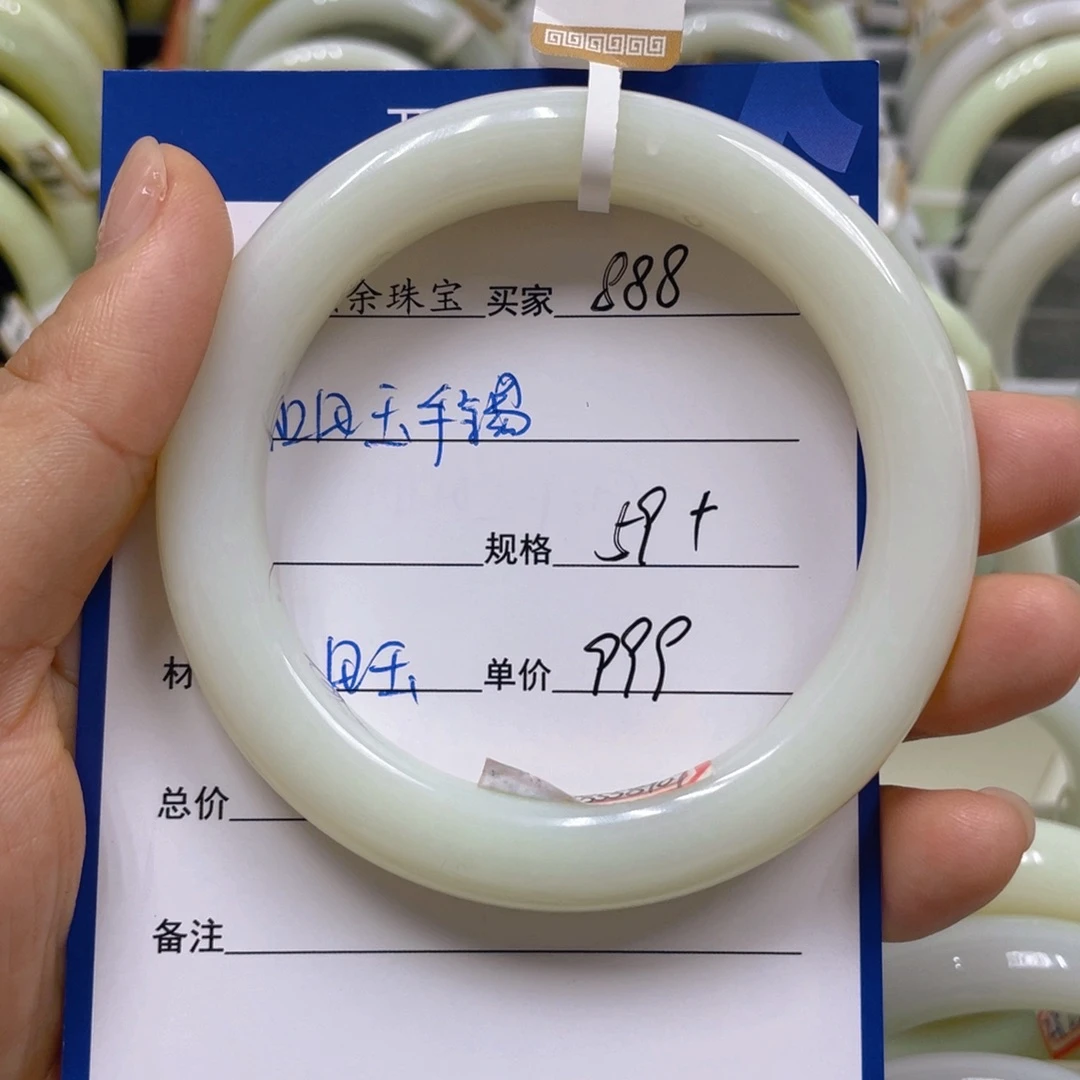 余珠宝 买家 888
田玉手镯
规格 59+
材 田玉 单价 999
总价
备注